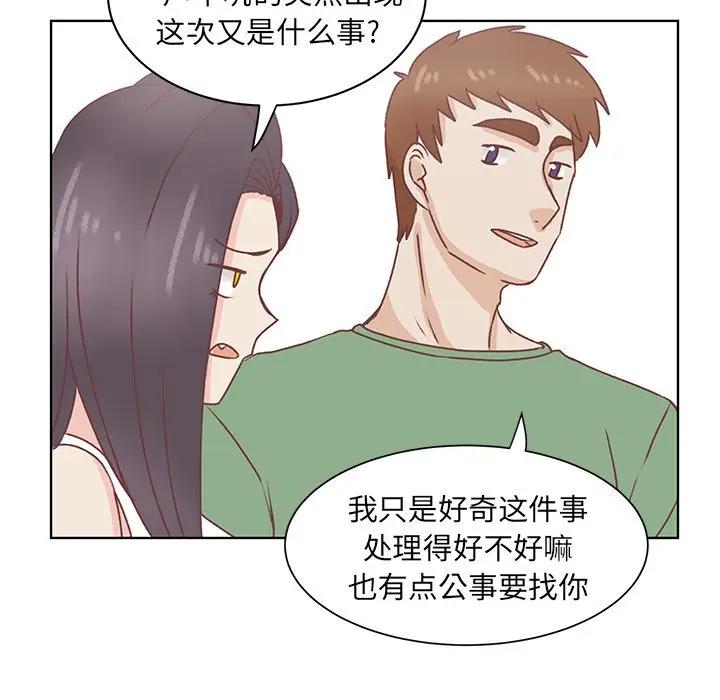 这次又是什么事?
我只是好奇这件事
处理得好不好嘛
也有点公事要找你